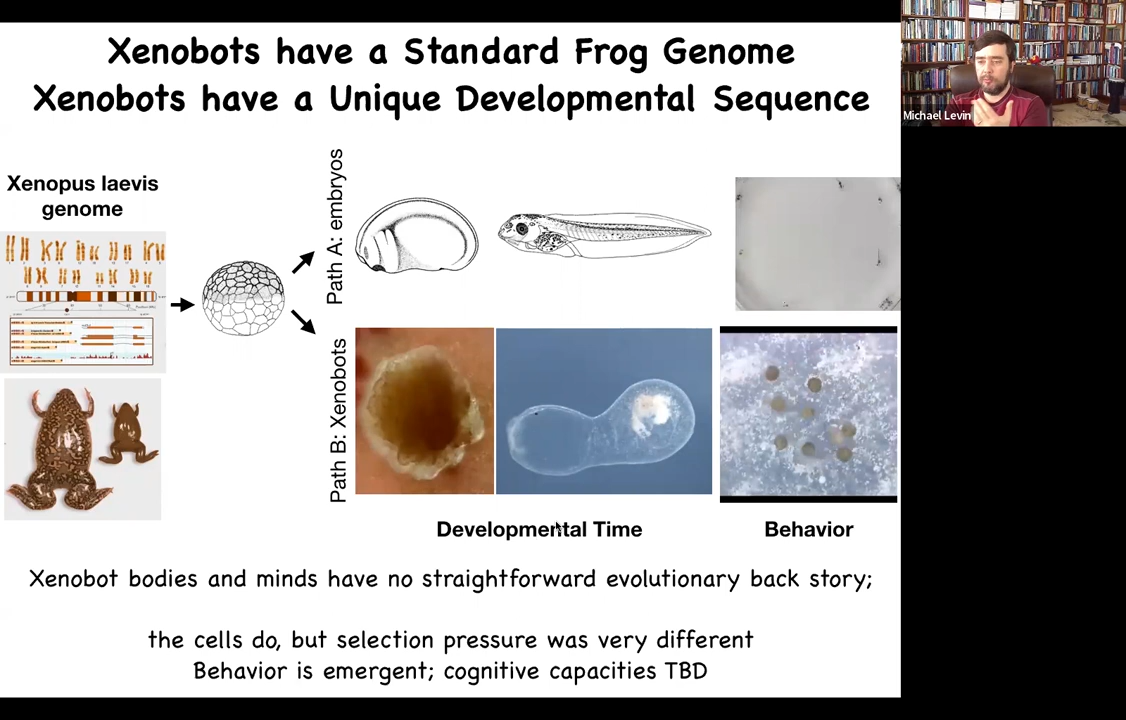 Xenobots have a Standard Frog Genome
Xenobots have a Unique Developmental Sequence
Michael Levin
Xenopus laevis
genome
Path A: embryos
Path B: Xenobots
Developmental Time
Behavior
Xenobot bodies and minds have no straightforward evolutionary back story;
the cells do, but selection pressure was very different
Behavior is emergent; cognitive capacities TBD